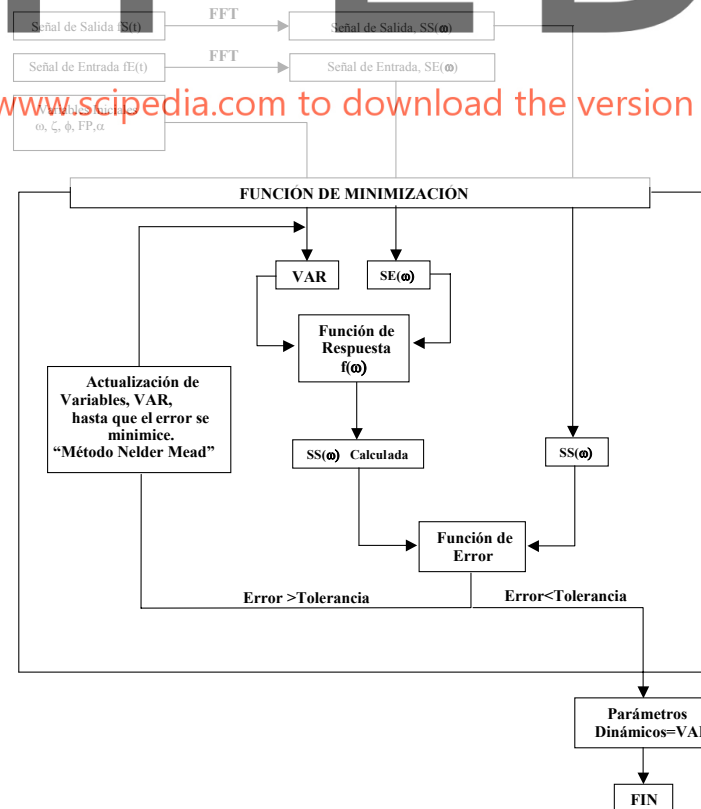 Señal de Salida fS(t)
FFT
Señal de Salida, SS(ω)
Señal de Entrada fE(t)
FFT
Señal de Entrada, SE(ω)
www.scipedia.com to download the version
Variables Iniciales
ω, ζ, ϕ, FP,α
FUNCIÓN DE MINIMIZACIÓN
VAR
SE(ω)
Función de
Respuesta
f(ω)
Actualización de
Variables, VAR,
hasta que el error se
minimice.
“Método Nelder Mead”
SS(ω) Calculada
SS(ω)
Función de
Error
Error >Tolerancia
Error<Tolerancia
Parámetros
Dinámicos=VA
FIN